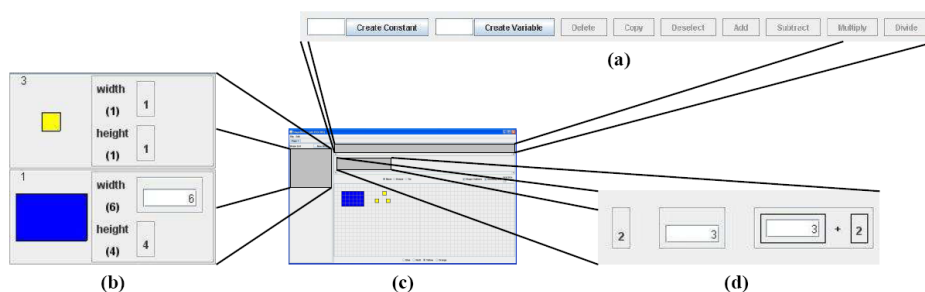 Create Constant Create Variable Delete Copy Deselect Add Subtract Multiply Divide
(a)
3
width
(1) 1
height
(1) 1
1
width
(6) 6
height
(4) 4
2 3 3 + 2
(b) (c) (d)